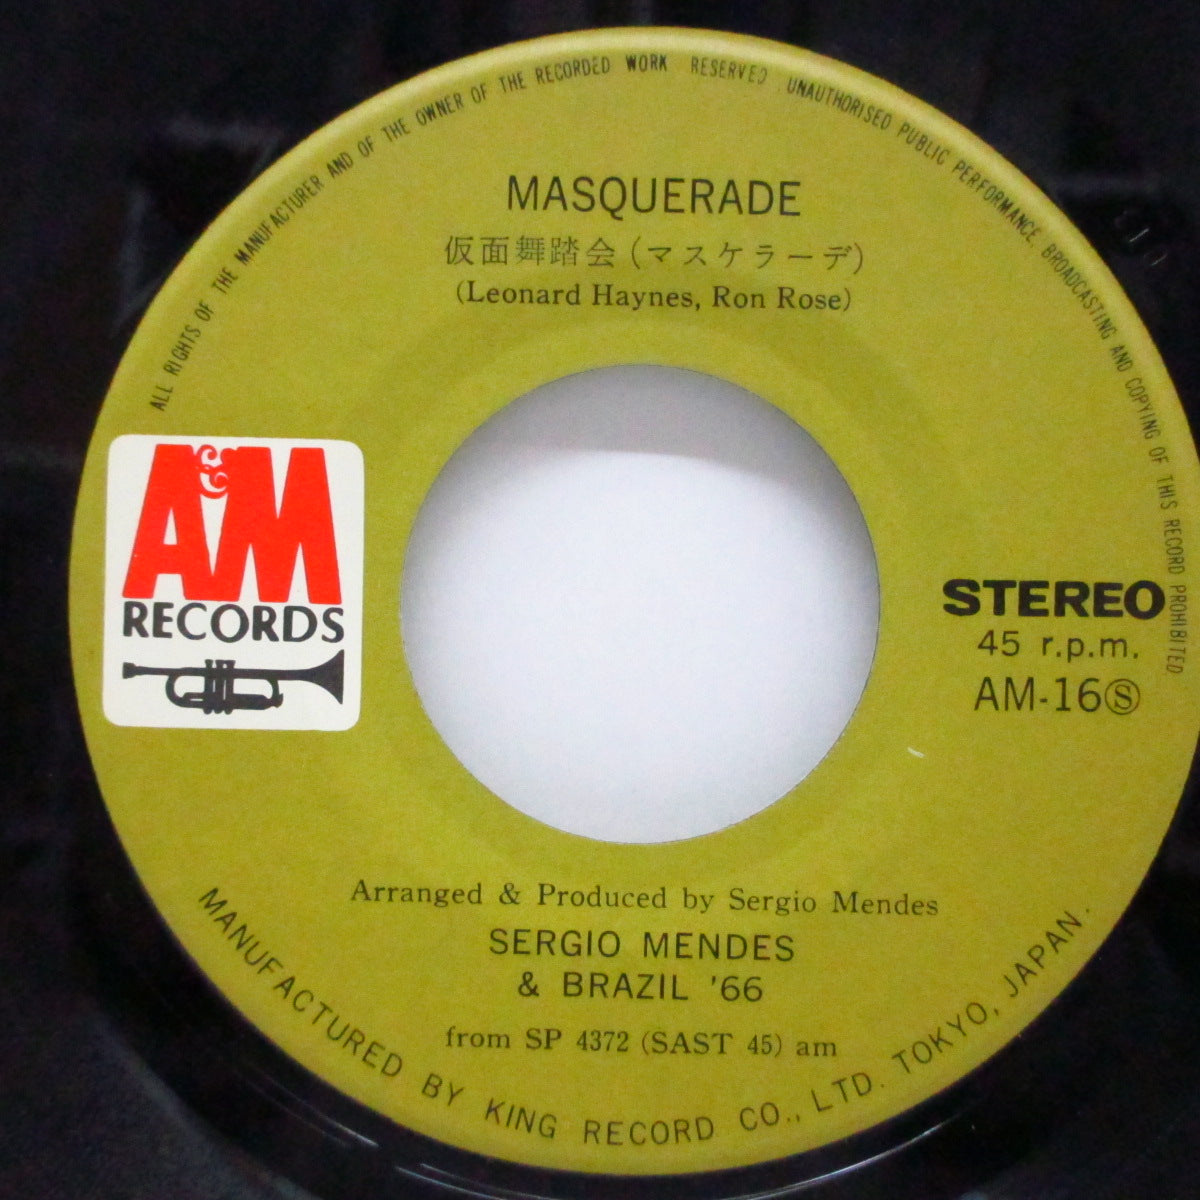 ALL RIGHTS OF THE MANUFACTURER AND OF THE OWNER OF THE RECORDED WORK RESERVED. UNAUTHORISED PUBLIC PERFORMANCE, BROADCASTING AND COPYING OF THIS RECORD PROHIBITED
MASQUERADE
仮面舞踏会(マスケラーデ)
(Leonard Haynes, Ron Rose)
A&M
RECORDS
STEREO
45 r.p.m.
AM-16Ⓢ
Arranged & Produced by Sergio Mendes
SERGIO MENDES
& BRAZIL '66
from SP 4372 (SAST 45) am
MANUFACTURED BY KING RECORD CO., LTD. TOKYO, JAPAN.